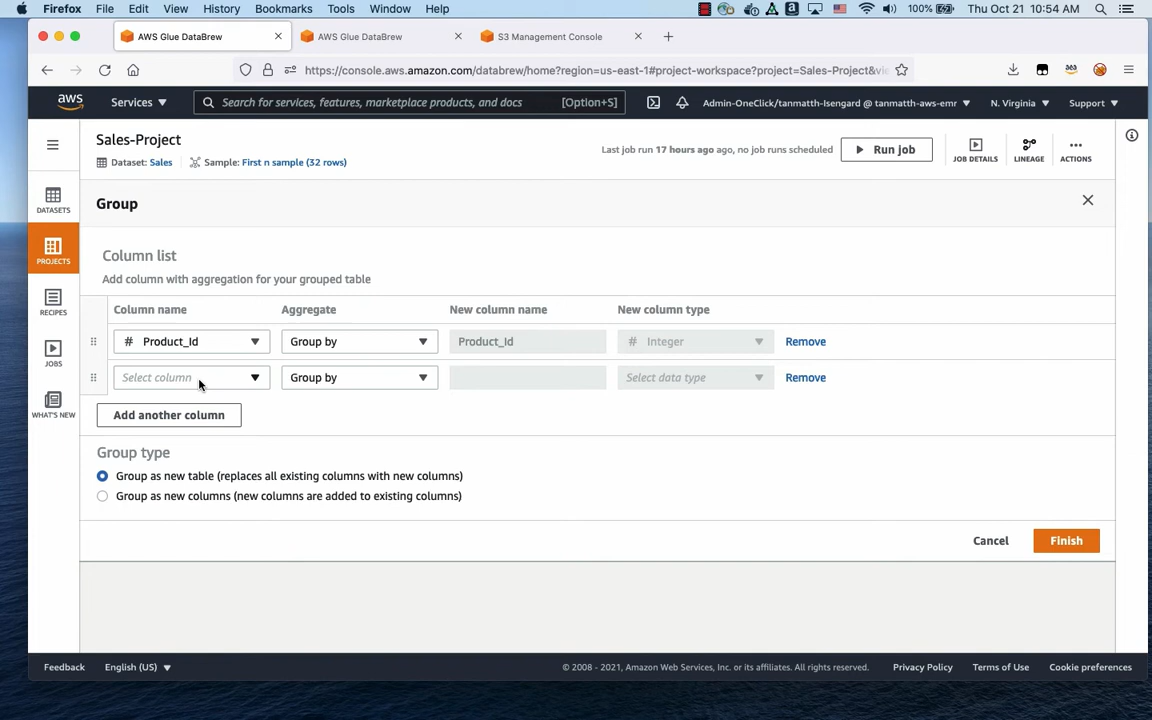 Firefox File Edit View History Bookmarks Tools Window Help 100% Thu Oct 21 10:54 AM
AWS Glue DataBrew AWS Glue DataBrew S3 Management Console
https://console.aws.amazon.com/databrew/home?region=us-east-1#project-workspace?project=Sales-Project&vi
aws Services Search for services, features, marketplace products, and docs [Option+S] Admin-OneClick/tanmatth-Isengard @ tanmatth-aws-emr N. Virginia Support
Sales-Project
Dataset: Sales Sample: First n sample (32 rows)
Last job run 17 hours ago ago, no job runs scheduled Run job JOB DETAILS LINEAGE ACTIONS
DATASETS
PROJECTS
RECIPES
JOBS
WHAT'S NEW
Group
Column list
Add column with aggregation for your grouped table
Column name Aggregate New column name New column type
# Product_Id Group by Product_Id # Integer Remove
Select column Group by Select data type Remove
Add another column
Group type
Group as new table (replaces all existing columns with new columns)
Group as new columns (new columns are added to existing columns)
Cancel Finish
Feedback English (US) © 2008 - 2021, Amazon Web Services, Inc. or its affiliates. All rights reserved. Privacy Policy Terms of Use Cookie preferences